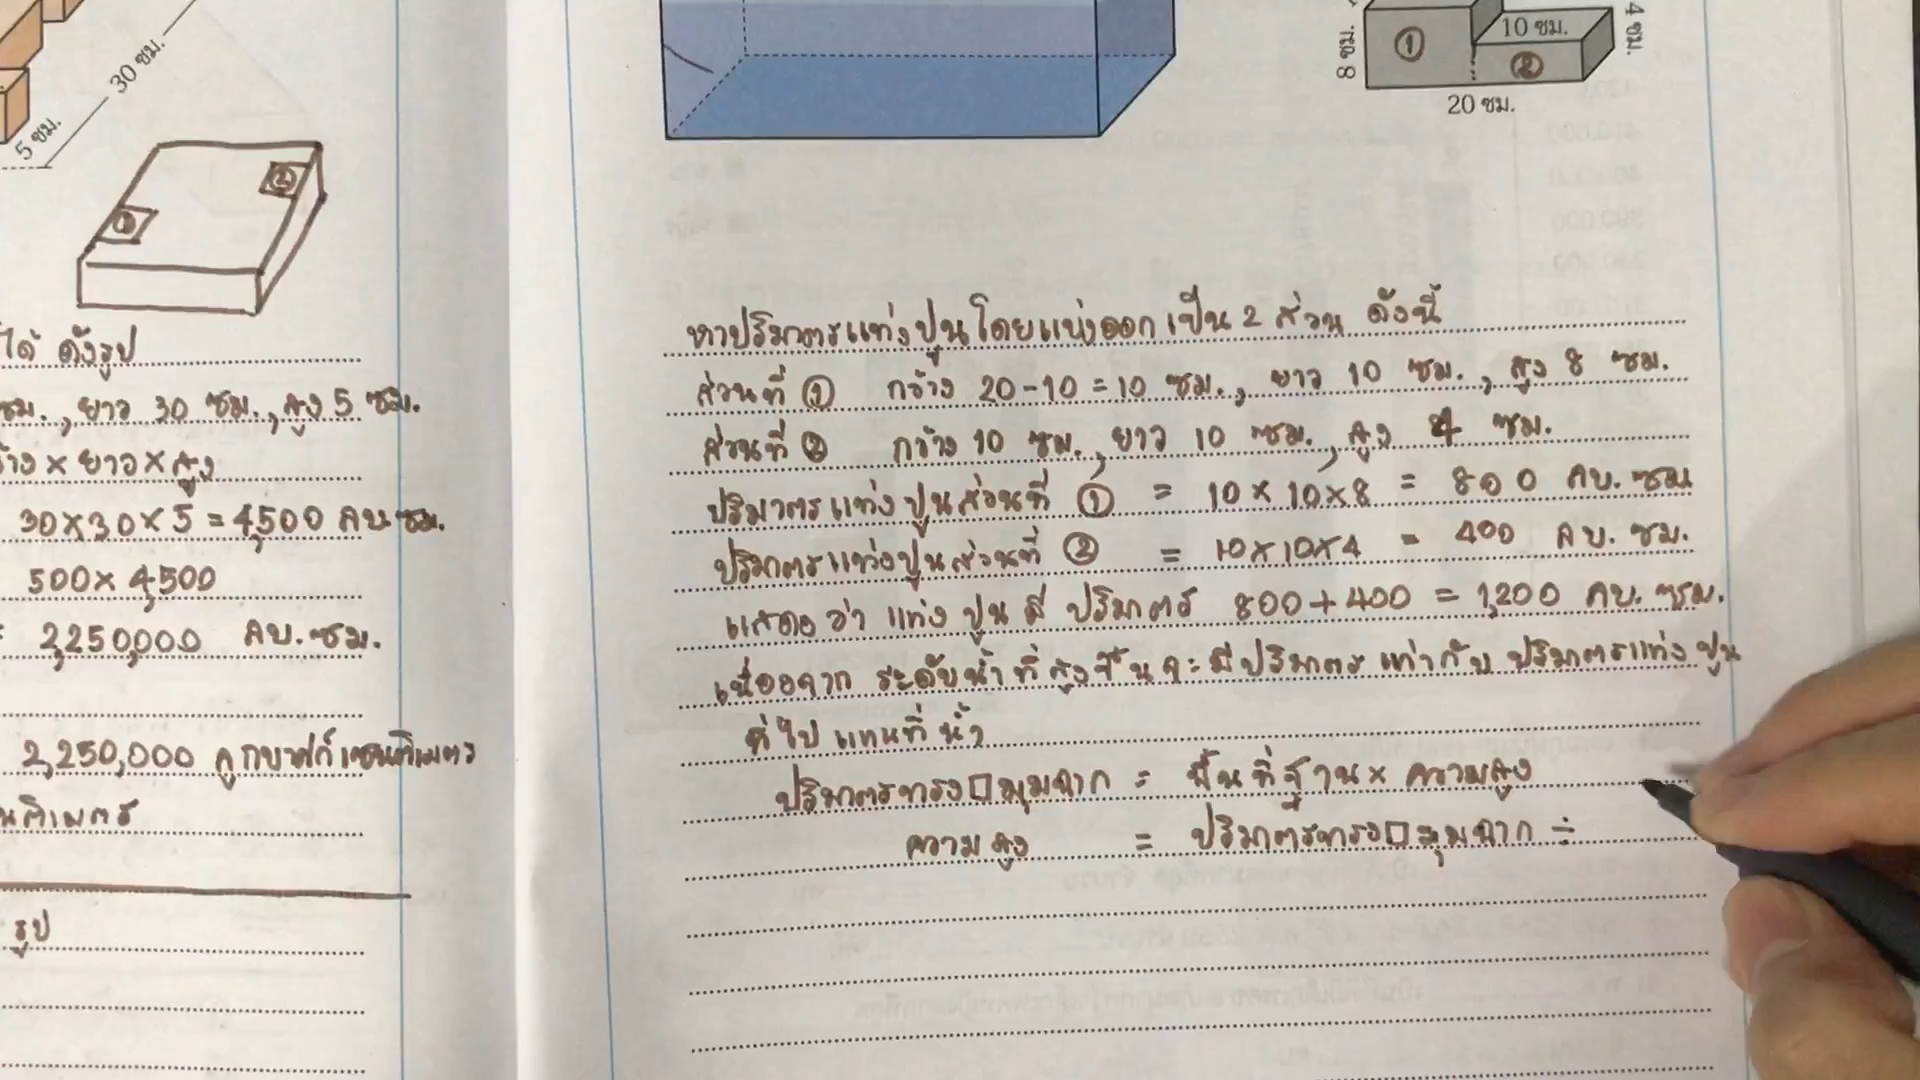 30 ซม.
5 ซม.
②
①
ได้ ดังรูป
ซม., ยาว 30 ซม., สูง 5 ซม.
ว้าง × ยาว × สูง
30×30×5 = 4,500 ลบ.ซม.
500× 4,500
= 2,250,000 ลบ.ซม.
2,250,000 ลูกบาศก์เซนติเมตร
นติเมตร
รูป
8 ซม.
①
10 ซม.
②
4 ซม.
20 ซม.
หาปริมาตรแท่งปูนโดยแบ่งออกเป็น 2 ส่วน ดังนี้
ส่วนที่ ① กว้าง 20-10 = 10 ซม., ยาว 10 ซม., สูง 8 ซม.
ส่วนที่ ② กว้าง 10 ซม., ยาว 10 ซม., สูง 4 ซม.
ปริมาตรแท่งปูนส่วนที่ ① = 10×10×8 = 800 ลบ.ซม
ปริมาตรแท่งปูนส่วนที่ ② = 10×10×4 = 400 ลบ.ซม.
แสดงว่า แท่งปูนมีปริมาตร 800+400 = 1,200 ลบ.ซม.
เนื่องจาก ระดับน้ำที่สูงขึ้นจะมีปริมาตรเท่ากับ ปริมาตรแท่งปูน
ที่ไปแทนที่น้ำ
ปริมาตรทรง□มุมฉาก = พื้นที่ฐาน× ความสูง
ความสูง = ปริมาตรทรง□มุมฉาก ÷